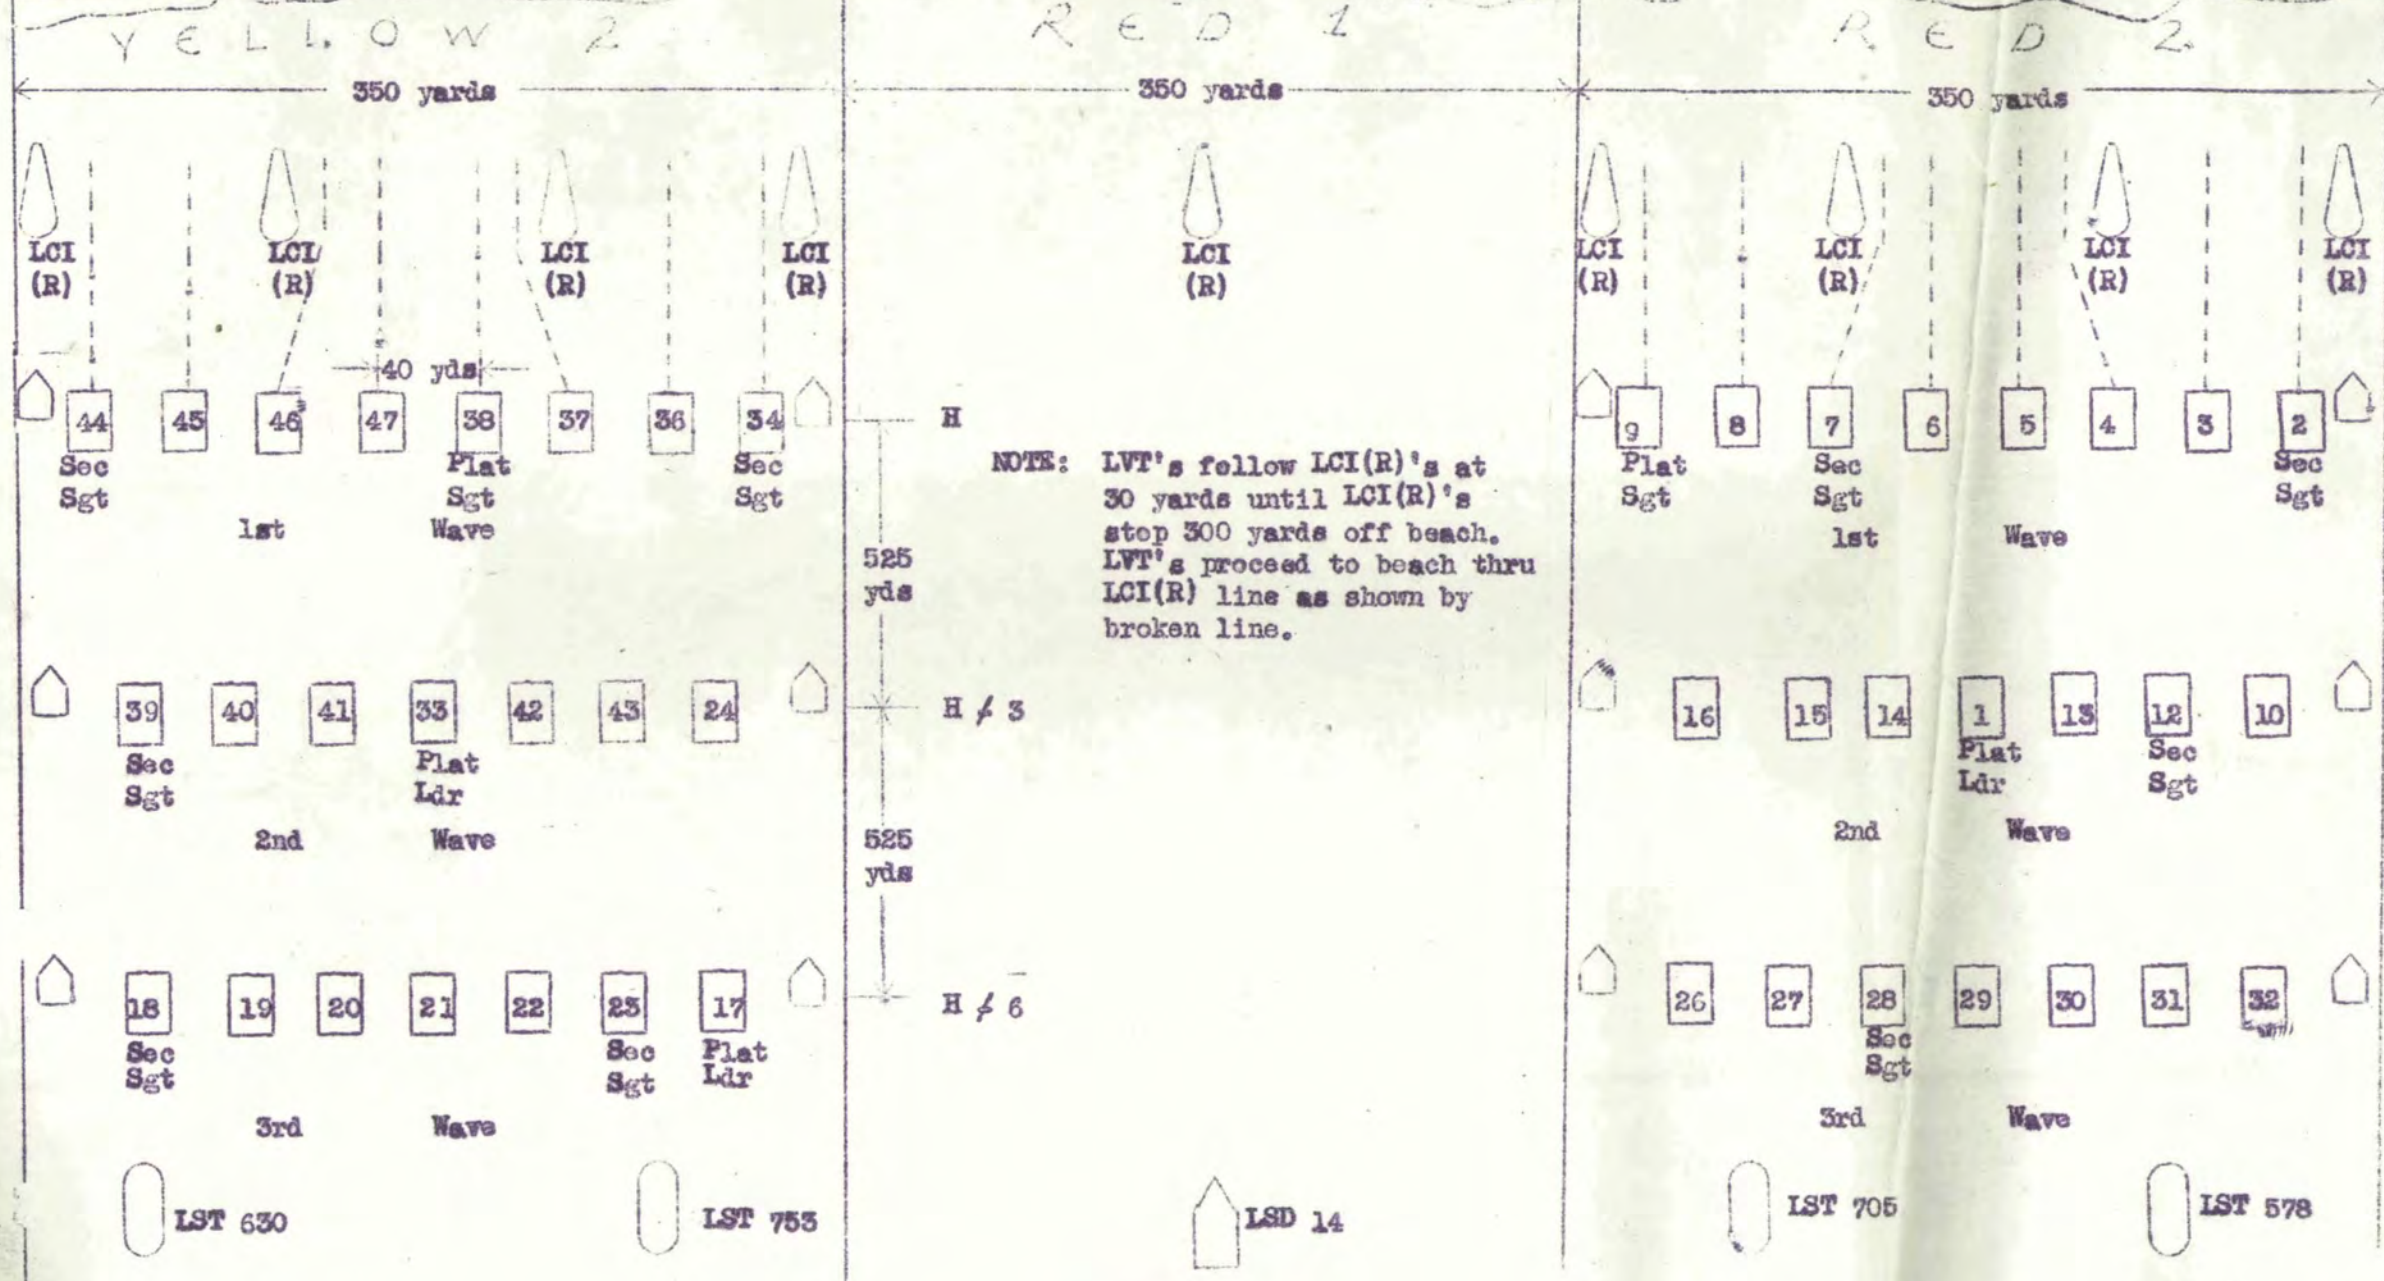 YELLOW 2 RED 1 RED 2
350 yards 350 yards 350 yards
LCI (R) LCI (R) LCI (R) LCI (R) LCI (R) LCI (R) LCI (R) LCI (R) LCI (R)
40 yds
44 45 46 47 38 37 36 34 H 9 8 7 6 5 4 3 2
Sec Sgt Plat Sgt Sec Sgt Plat Sgt Sec Sgt Sec Sgt
1st Wave 1st Wave
NOTE: LVT's follow LCI(R)'s at
30 yards until LCI(R)'s
stop 300 yards off beach.
LVT's proceed to beach thru
LCI(R) line as shown by
broken line.
525
yds
39 40 41 33 42 43 24 H ≠ 3 16 15 14 1 13 12 10
Sec Sgt Plat Ldr Plat Ldr Sec Sgt
2nd Wave 2nd Wave
525
yds
18 19 20 21 22 23 17 H ≠ 6 26 27 28 29 30 31 32
Sec Sgt Sec Sgt Plat Ldr Sec Sgt
3rd Wave 3rd Wave
LST 630 LST 753 LSD 14 LST 705 LST 578